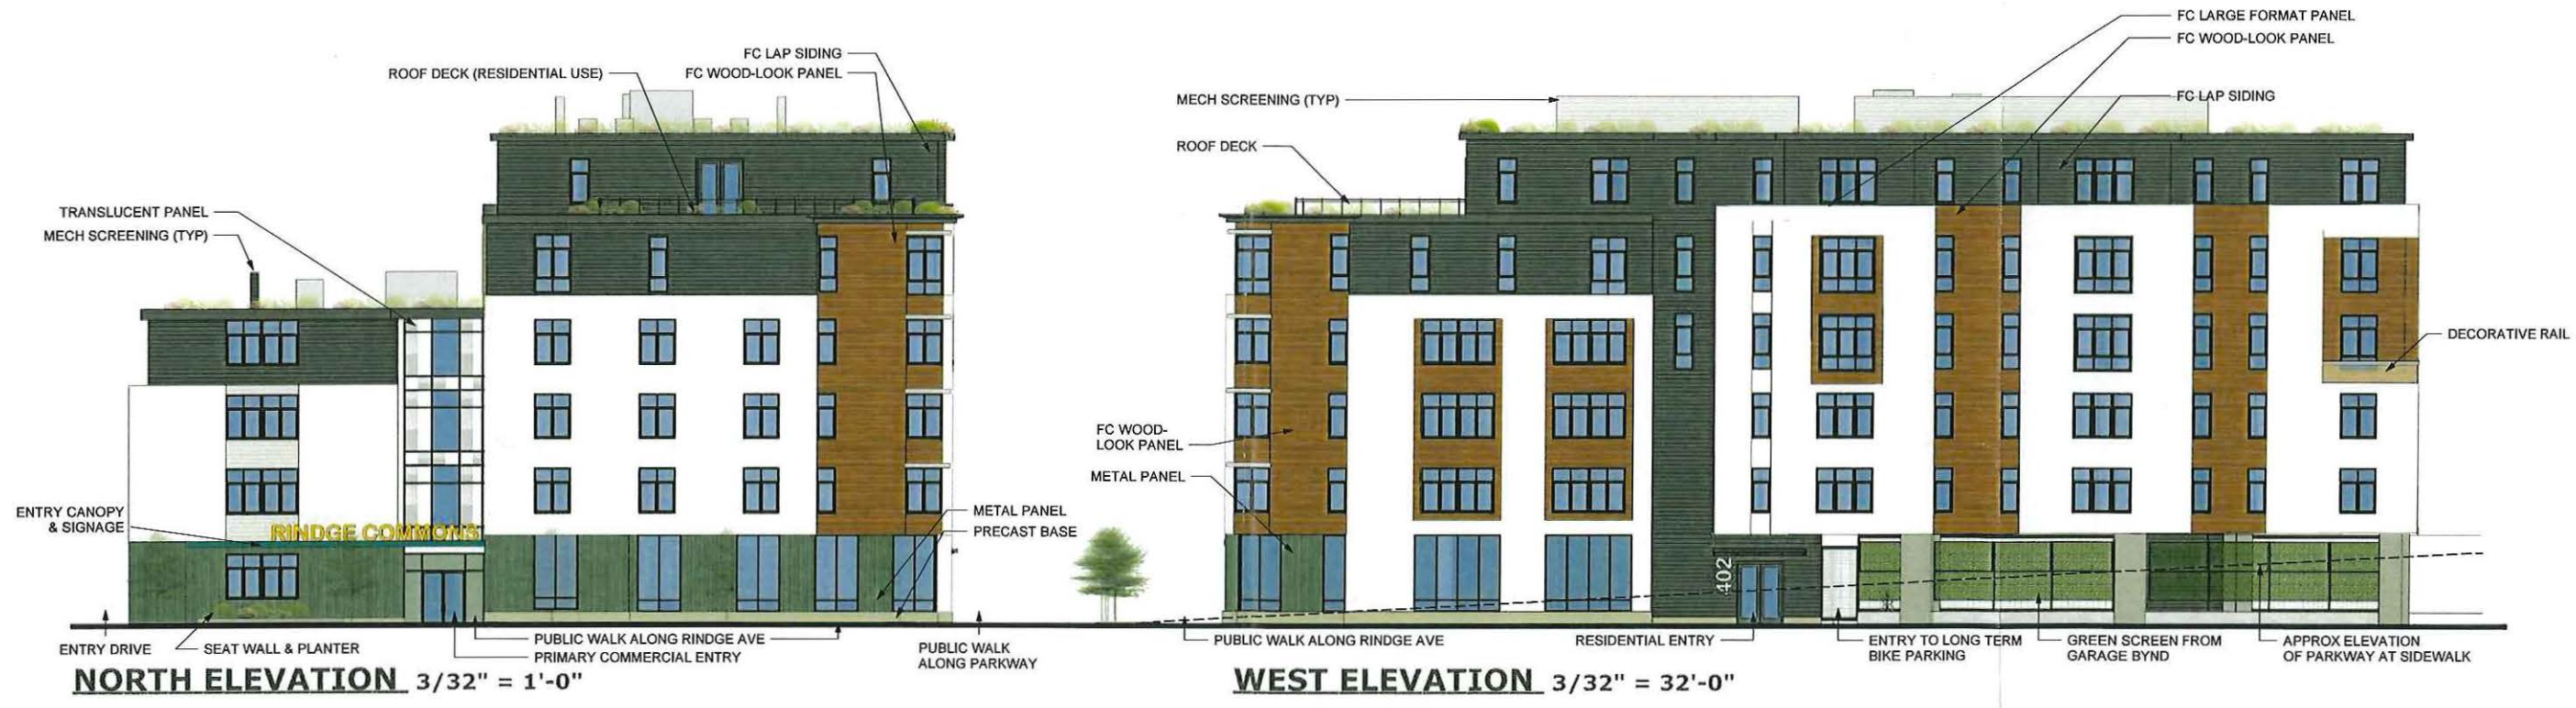 FC LAP SIDING
ROOF DECK (RESIDENTIAL USE)
FC WOOD-LOOK PANEL
TRANSLUCENT PANEL
MECH SCREENING (TYP)
ENTRY CANOPY
& SIGNAGE
RINDGE COMMONS
METAL PANEL
PRECAST BASE
ENTRY DRIVE
SEAT WALL & PLANTER
PUBLIC WALK ALONG RINDGE AVE
PRIMARY COMMERCIAL ENTRY
PUBLIC WALK
ALONG PARKWAY
NORTH ELEVATION 3/32" = 1'-0"
FC LARGE FORMAT PANEL
FC WOOD-LOOK PANEL
MECH SCREENING (TYP)
FC LAP SIDING
ROOF DECK
DECORATIVE RAIL
FC WOOD-
LOOK PANEL
METAL PANEL
402
PUBLIC WALK ALONG RINDGE AVE
RESIDENTIAL ENTRY
ENTRY TO LONG TERM
BIKE PARKING
GREEN SCREEN FROM
GARAGE BYND
APPROX ELEVATION
OF PARKWAY AT SIDEWALK
WEST ELEVATION 3/32" = 32'-0"